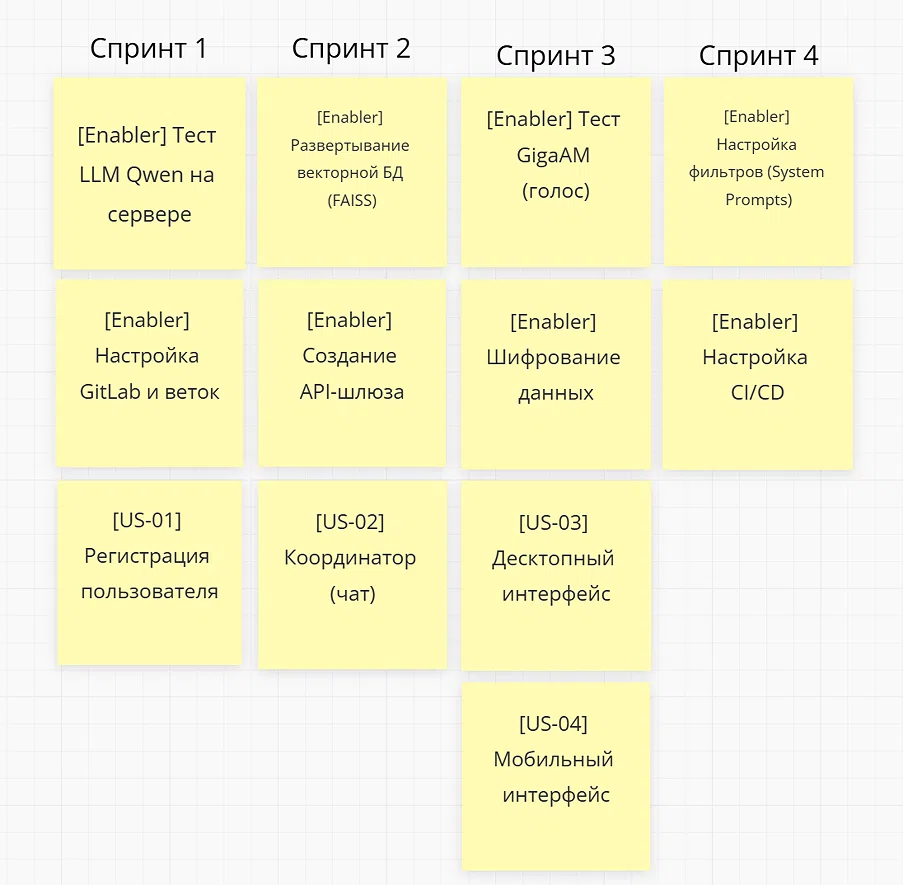 Спринт 1
Спринт 2
Спринт 3
Спринт 4
[Enabler] Тест
LLM Qwen на
сервере
[Enabler]
Развертывание
векторной БД
(FAISS)
[Enabler] Тест
GigaAM
(голос)
[Enabler]
Настройка
фильтров (System
Prompts)
[Enabler]
Настройка
GitLab и веток
[Enabler]
Создание
API-шлюза
[Enabler]
Шифрование
данных
[Enabler]
Настройка
CI/CD
[US-01]
Регистрация
пользователя
[US-02]
Координатор
(чат)
[US-03]
Десктопный
интерфейс
[US-04]
Мобильный
интерфейс